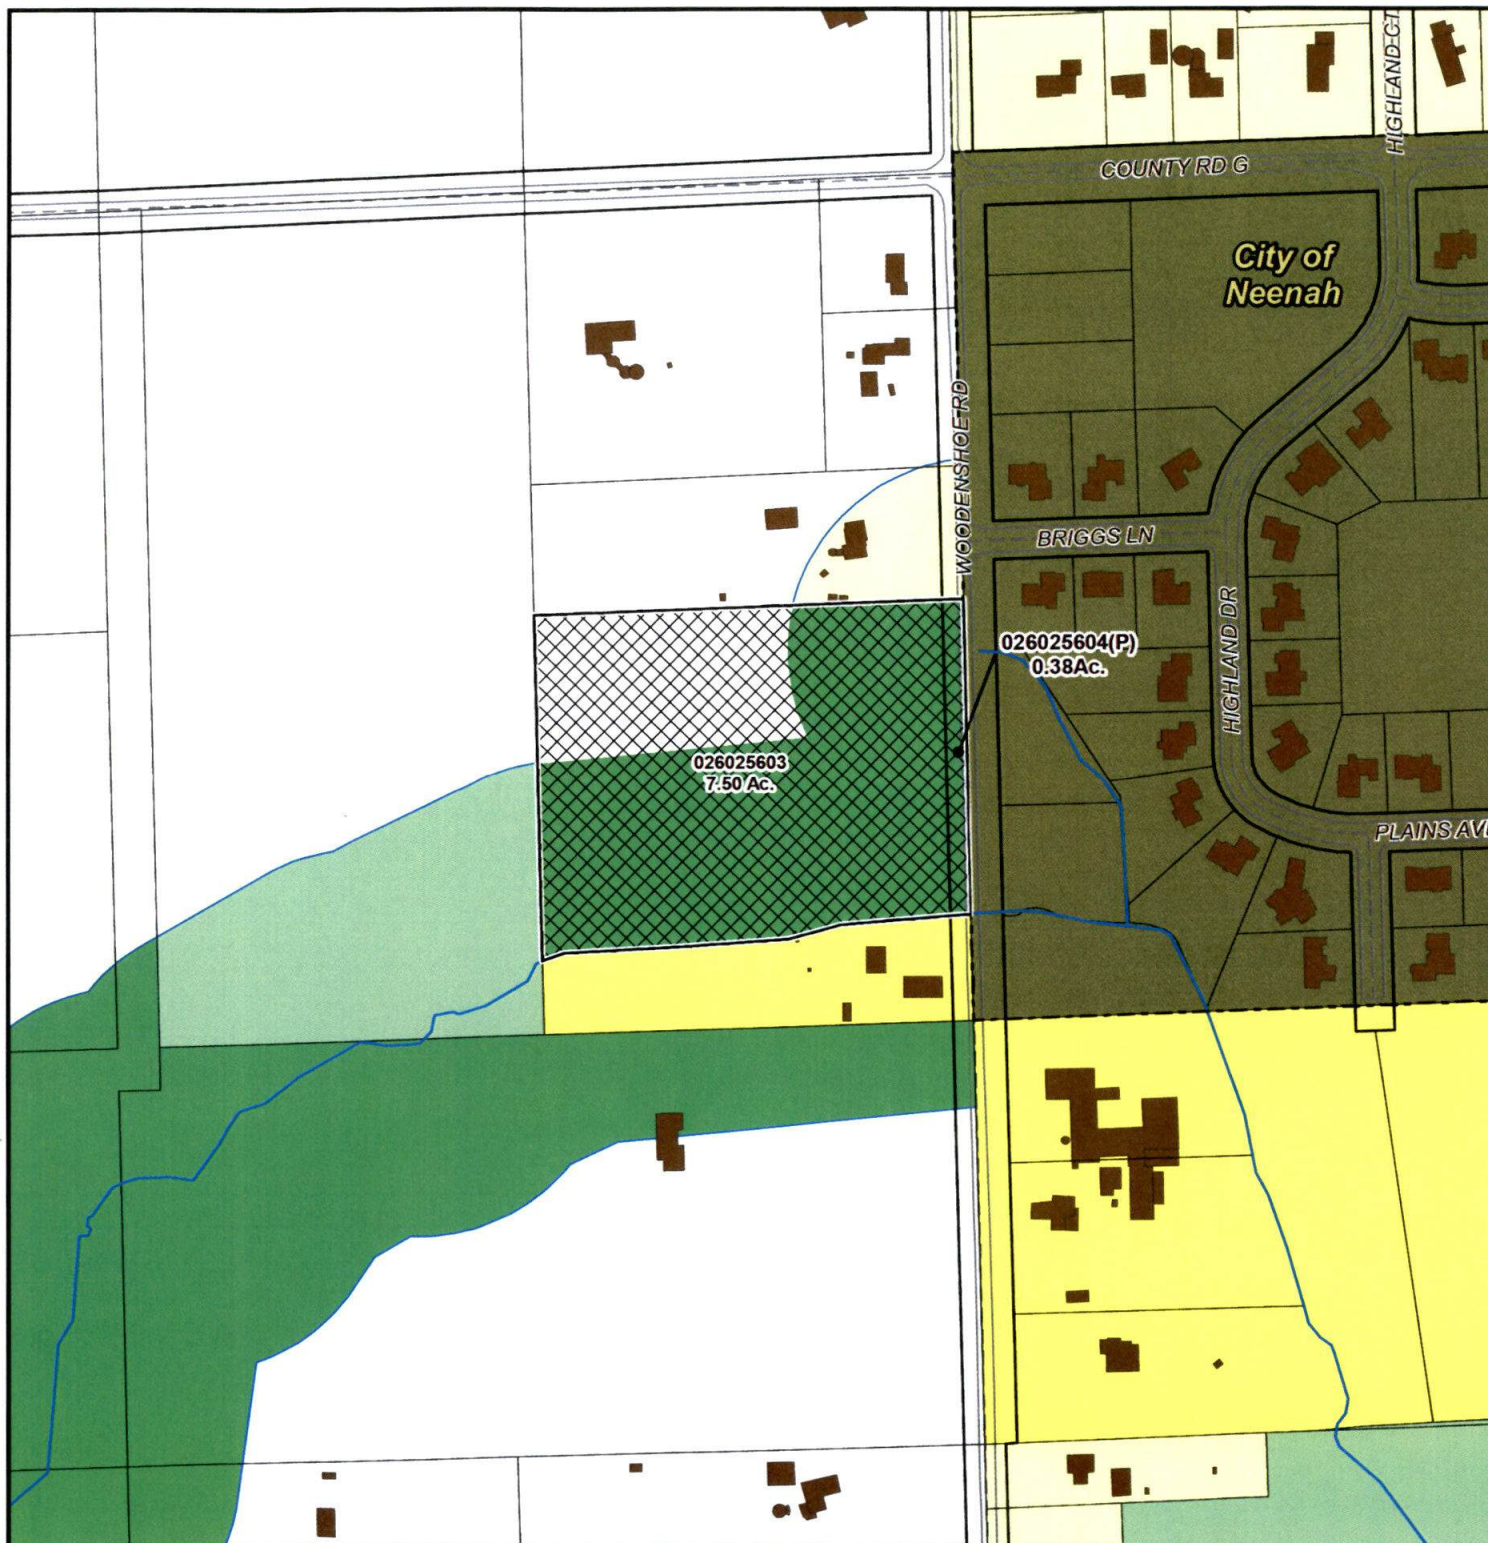 HIGHLAND CT
COUNTY RD G
City of
Neenah
WOODENSHOE RD
BRIGGS LN
HIGHLAND DR
026025604(P)
0.38Ac.
026025603
7.50 Ac.
PLAINS AVE